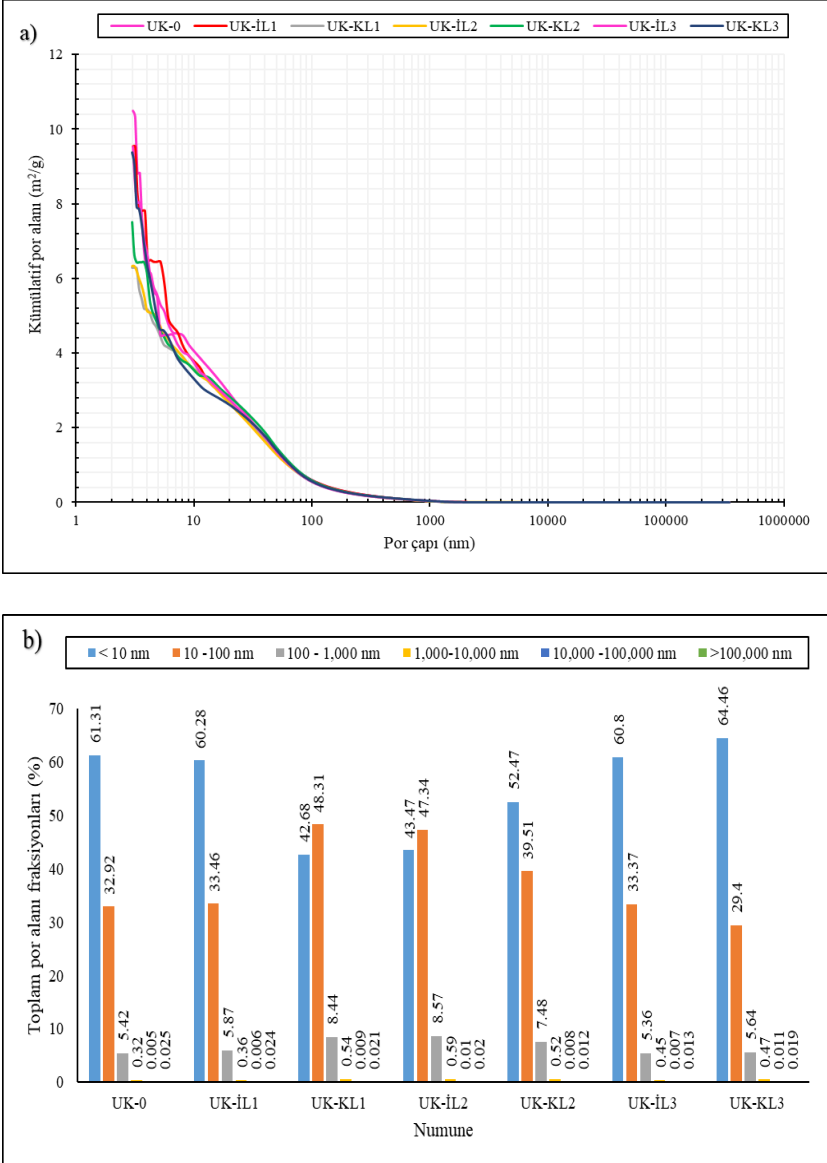 a)
UK-0 UK-İL1 UK-KL1 UK-İL2 UK-KL2 UK-İL3 UK-KL3
Kümülatif por alanı (m²/g)
12
10
8
6
4
2
0
1 10 100 1000 10000 100000 1000000
Por çapı (nm)
b)
< 10 nm 10 -100 nm 100 - 1,000 nm 1,000-10,000 nm 10,000 -100,000 nm >100,000 nm
Toplam por alanı fraksiyonları (%)
70
60
50
40
30
20
10
0
61.31 32.92 5.42 0.32 0.005 0.025
60.28 33.46 5.87 0.36 0.006 0.024
42.68 48.31 8.44 0.54 0.009 0.021
43.47 47.34 8.57 0.59 0.01 0.02
52.47 39.51 7.48 0.52 0.008 0.012
60.8 33.37 5.36 0.45 0.007 0.013
64.46 29.4 5.64 0.47 0.011 0.019
UK-0 UK-İL1 UK-KL1 UK-İL2 UK-KL2 UK-İL3 UK-KL3
Numune